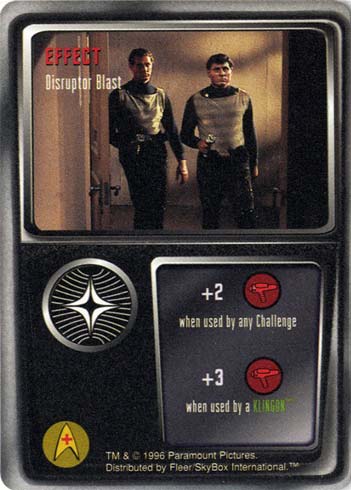 EFFECT
Disruptor Blast
+2
when used by any Challenge
+3
when used by a KLINGON™
TM & © 1996 Paramount Pictures.
Distributed by Fleer/SkyBox International.™